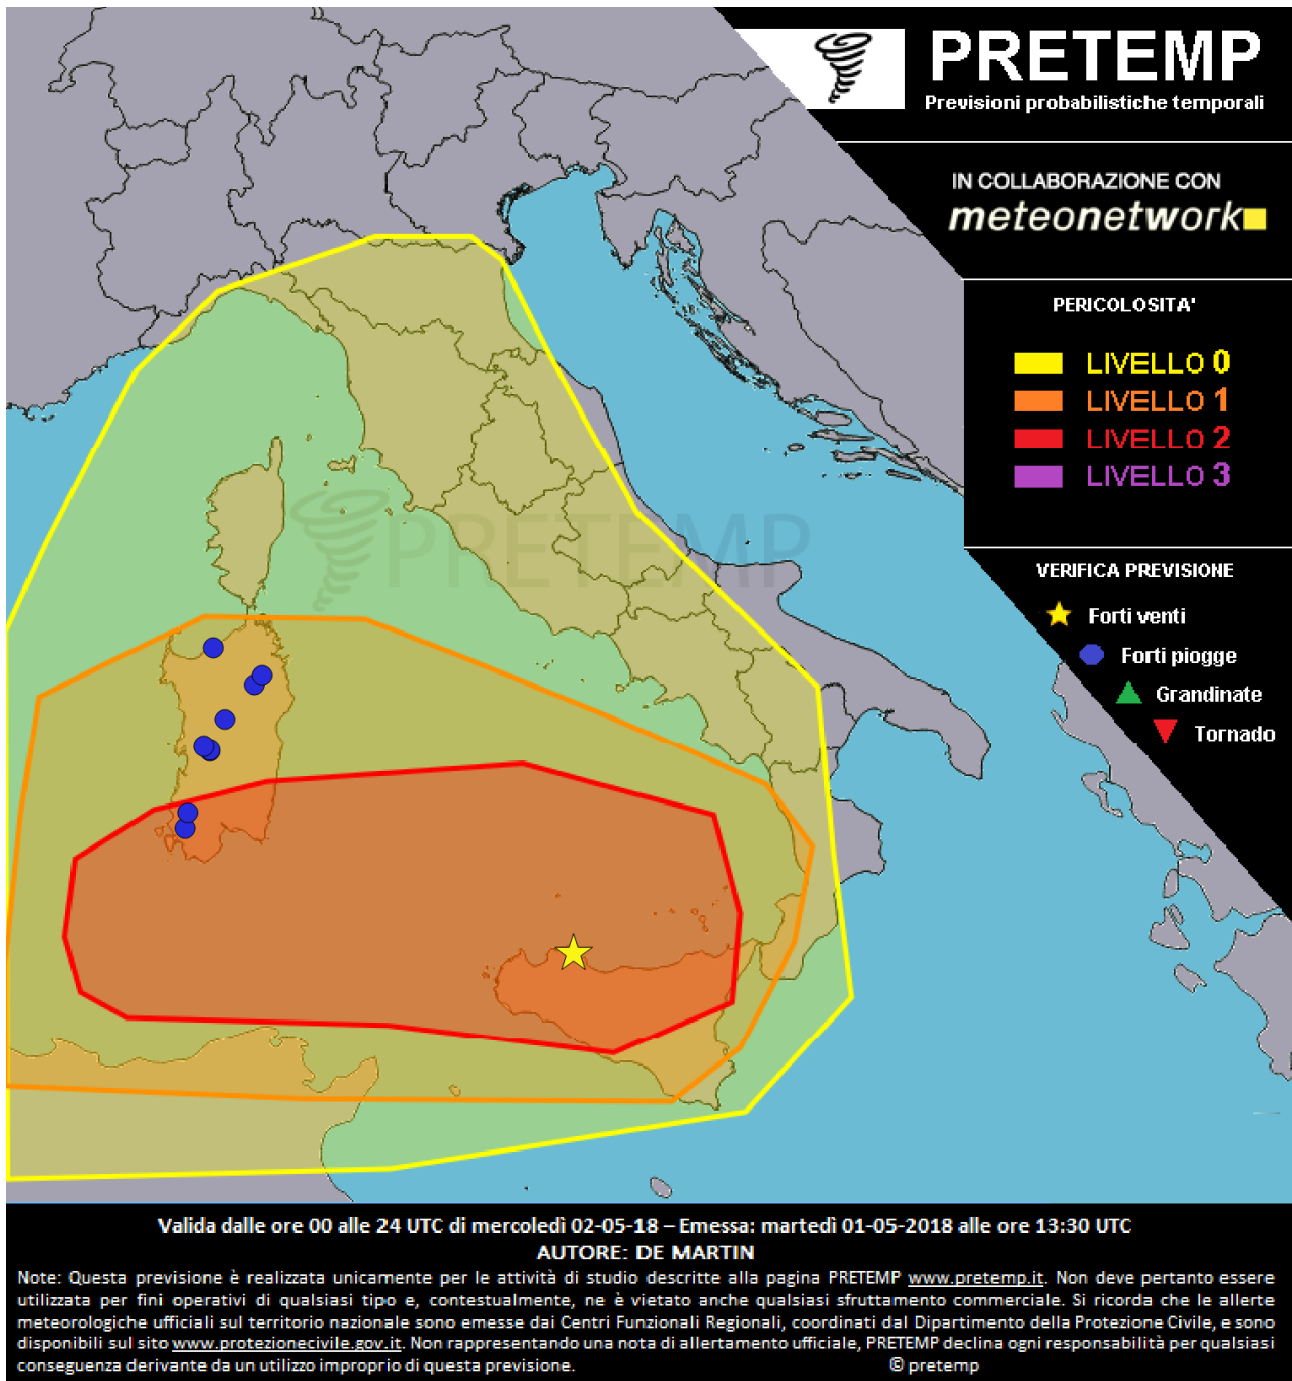 PRETEMP
Previsioni probabilistiche temporali
IN COLLABORAZIONE CON
meteonetwork
PERICOLOSITA'
LIVELLO 0
LIVELLO 1
LIVELLO 2
LIVELLO 3
PRETEMP
VERIFICA PREVISIONE
Forti venti
Forti piogge
Grandinate
Tornado
Valida dalle ore 00 alle 24 UTC di mercoledì 02-05-18 – Emessa: martedì 01-05-2018 alle ore 13:30 UTC
AUTORE: DE MARTIN
Note: Questa previsione è realizzata unicamente per le attività di studio descritte alla pagina PRETEMP www.pretemp.it. Non deve pertanto essere
utilizzata per fini operativi di qualsiasi tipo e, contestualmente, ne è vietato anche qualsiasi sfruttamento commerciale. Si ricorda che le allerte
meteorologiche ufficiali sul territorio nazionale sono emesse dai Centri Funzionali Regionali, coordinati dal Dipartimento della Protezione Civile, e sono
disponibili sul sito www.protezionecivile.gov.it. Non rappresentando una nota di allertamento ufficiale, PRETEMP declina ogni responsabilità per qualsiasi
conseguenza derivante da un utilizzo improprio di questa previsione. © pretemp